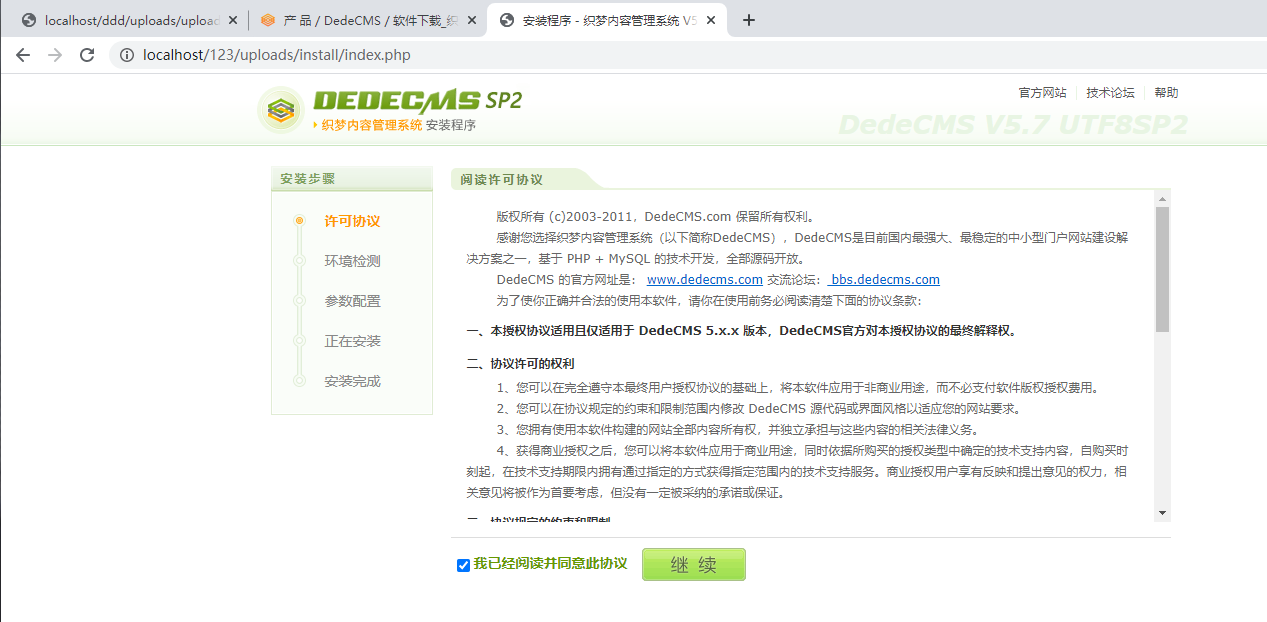 localhost/ddd/uploads/upload
产 品 / DedeCMS / 软件下载_织
安装程序 - 织梦内容管理系统 V5
localhost/123/uploads/install/index.php
DEDECMS SP2
织梦内容管理系统 安装程序
官方网站 技术论坛 帮助
DedeCMS V5.7 UTF8SP2
安装步骤
许可协议
环境检测
参数配置
正在安装
安装完成
阅读许可协议
版权所有 (c)2003-2011，DedeCMS.com 保留所有权利。
感谢您选择织梦内容管理系统（以下简称DedeCMS），DedeCMS是目前国内最强大、最稳定的中小型门户网站建设解
决方案之一，基于 PHP + MySQL 的技术开发，全部源码开放。
DedeCMS 的官方网址是： www.dedecms.com 交流论坛： bbs.dedecms.com
为了使你正确并合法的使用本软件，请你在使用前务必阅读清楚下面的协议条款：
一、本授权协议适用且仅适用于 DedeCMS 5.x.x 版本，DedeCMS官方对本授权协议的最终解释权。
二、协议许可的权利
1、您可以在完全遵守本最终用户授权协议的基础上，将本软件应用于非商业用途，而不必支付软件版权授权费用。
2、您可以在协议规定的约束和限制范围内修改 DedeCMS 源代码或界面风格以适应您的网站要求。
3、您拥有使用本软件构建的网站全部内容所有权，并独立承担与这些内容的相关法律义务。
4、获得商业授权之后，您可以将本软件应用于商业用途，同时依据所购买的授权类型中确定的技术支持内容，自购买时
刻起，在技术支持期限内拥有通过指定的方式获得指定范围内的技术支持服务。商业授权用户享有反映和提出意见的权力，相
关意见将被作为首要考虑，但没有一定被采纳的承诺或保证。
协议规定的约束和限制
我已经阅读并同意此协议
继 续